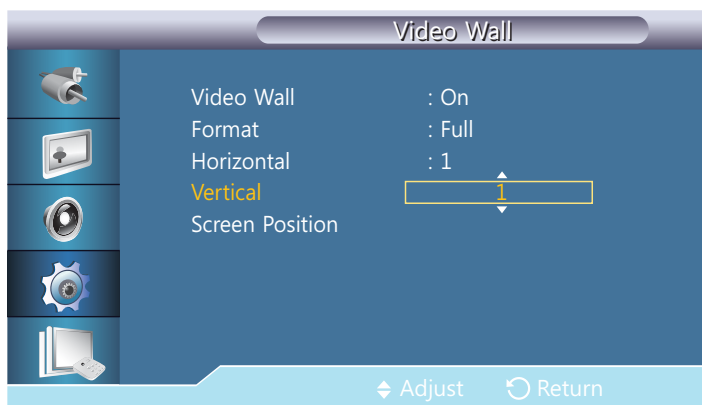 Video Wall
Video Wall : On
Format : Full
Horizontal : 1
Vertical 1
Screen Position
Adjust Return